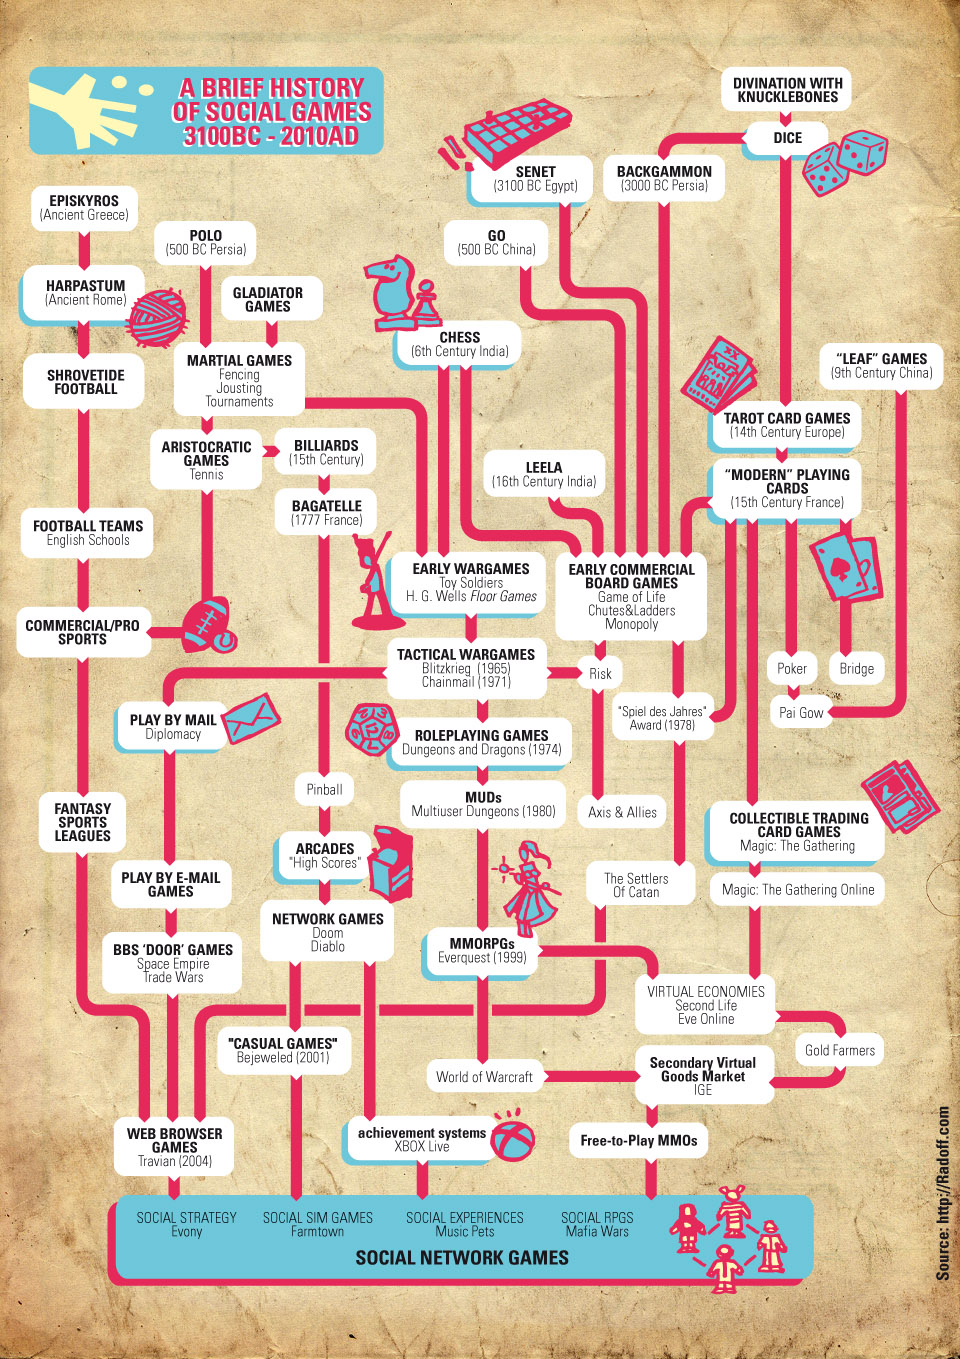 A BRIEF HISTORY
OF SOCIAL GAMES
3100BC - 2010AD
DIVINATION WITH
KNUCKLEBONES
DICE
SENET
(3100 BC Egypt)
BACKGAMMON
(3000 BC Persia)
EPISKYROS
(Ancient Greece)
POLO
(500 BC Persia)
GO
(500 BC China)
HARPASTUM
(Ancient Rome)
GLADIATOR
GAMES
CHESS
(6th Century India)
"LEAF" GAMES
(9th Century China)
SHROVETIDE
FOOTBALL
MARTIAL GAMES
Fencing
Jousting
Tournaments
TAROT CARD GAMES
(14th Century Europe)
ARISTOCRATIC
GAMES
Tennis
BILLIARDS
(15th Century)
LEELA
(16th Century India)
"MODERN" PLAYING
CARDS
(15th Century France)
BAGATELLE
(1777 France)
FOOTBALL TEAMS
English Schools
EARLY WARGAMES
Toy Soldiers
H. G. Wells Floor Games
EARLY COMMERCIAL
BOARD GAMES
Game of Life
Chutes&Ladders
Monopoly
COMMERCIAL/PRO
SPORTS
TACTICAL WARGAMES
Blitzkrieg (1965)
Chainmail (1971)
Risk
Poker
Bridge
PLAY BY MAIL
Diplomacy
"Spiel des Jahres"
Award (1978)
Pai Gow
ROLEPLAYING GAMES
Dungeons and Dragons (1974)
Pinball
MUDs
Multiuser Dungeons (1980)
Axis & Allies
FANTASY
SPORTS
LEAGUES
COLLECTIBLE TRADING
CARD GAMES
Magic: The Gathering
ARCADES
"High Scores"
PLAY BY E-MAIL
GAMES
The Settlers
Of Catan
Magic: The Gathering Online
NETWORK GAMES
Doom
Diablo
BBS ‘DOOR’ GAMES
Space Empire
Trade Wars
MMORPGs
Everquest (1999)
VIRTUAL ECONOMIES
Second Life
Eve Online
"CASUAL GAMES"
Bejeweled (2001)
Gold Farmers
World of Warcraft
Secondary Virtual
Goods Market
IGE
WEB BROWSER
GAMES
Travian (2004)
achievement systems
XBOX Live
Free-to-Play MMOs
SOCIAL STRATEGY
Evony
SOCIAL SIM GAMES
Farmtown
SOCIAL EXPERIENCES
Music Pets
SOCIAL RPGS
Mafia Wars
SOCIAL NETWORK GAMES
Source: http://Radoff.com